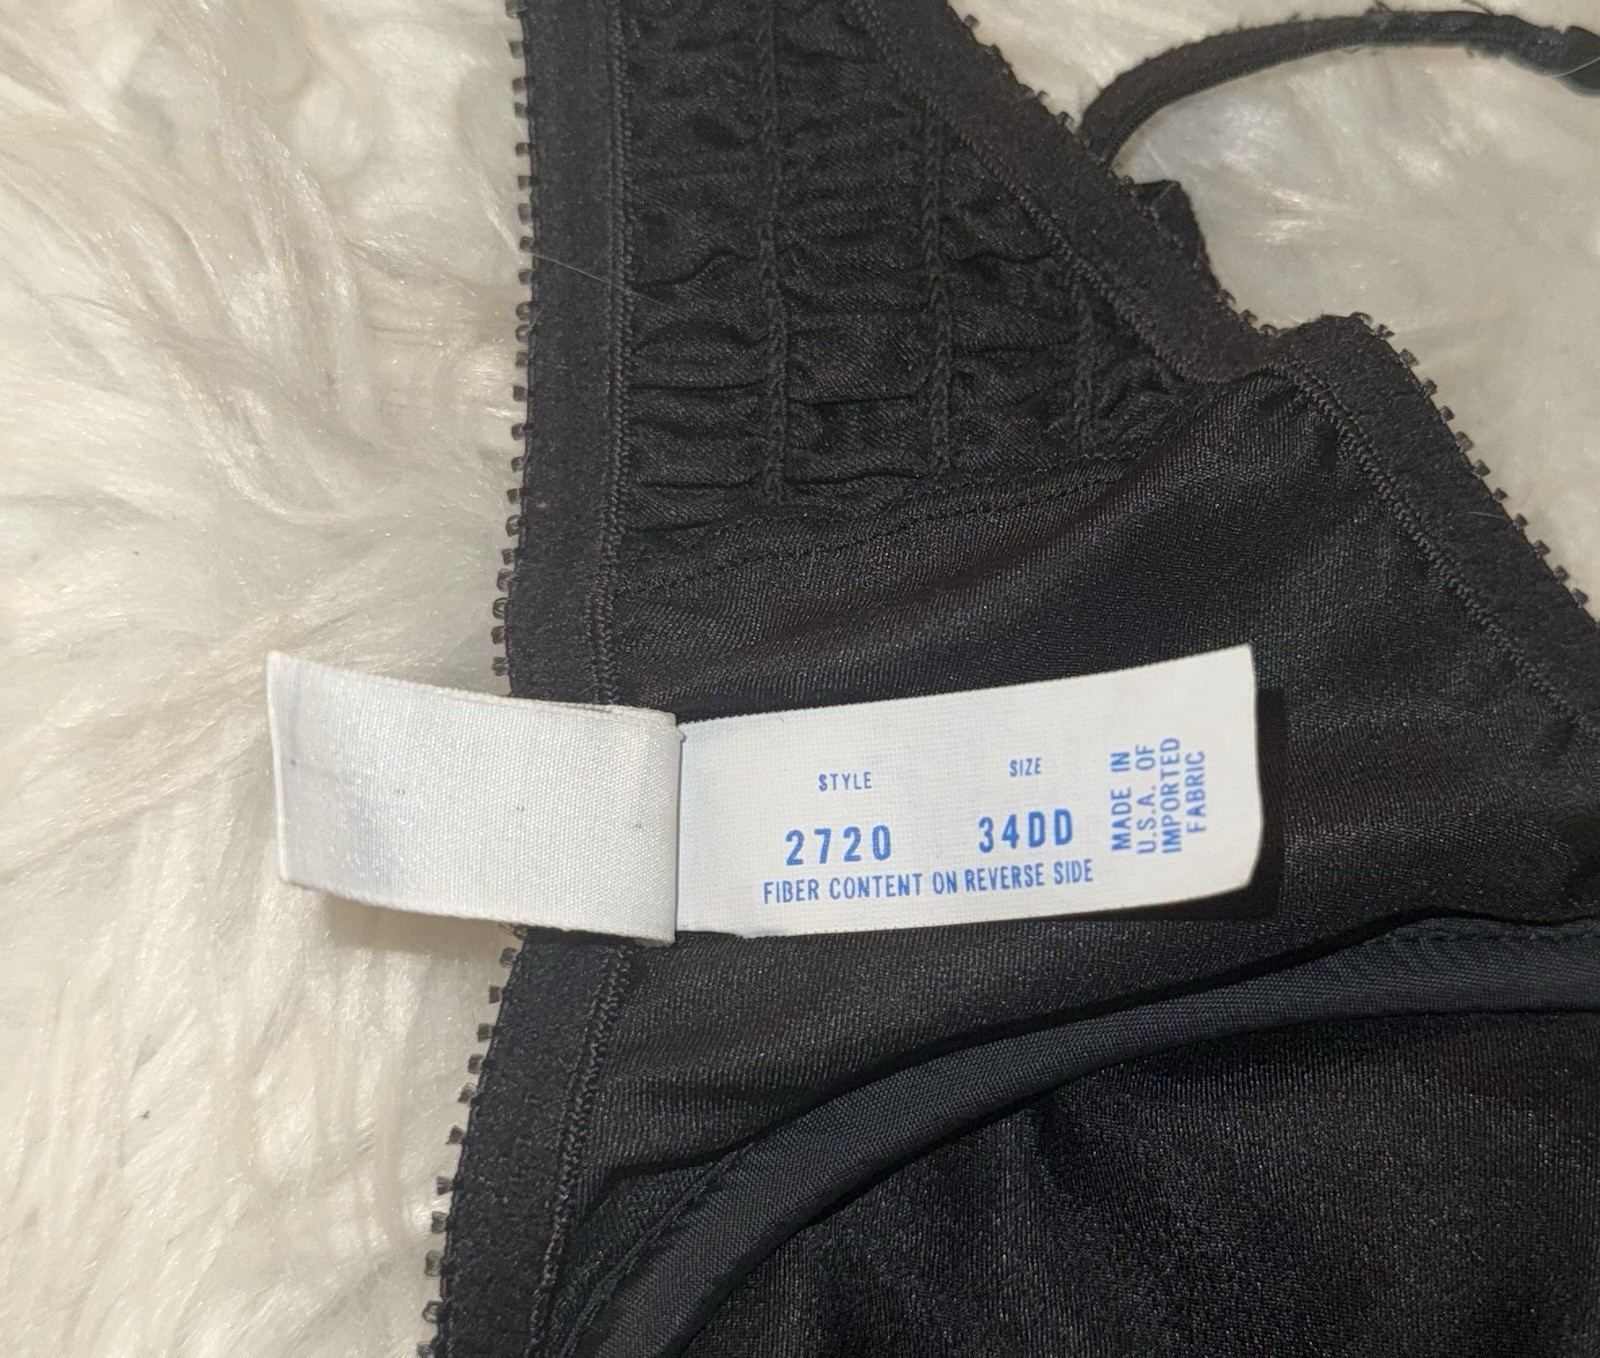 STYLE SIZE
2720 34DD
FIBER CONTENT ON REVERSE SIDE
MADE IN
U.S.A. OF
IMPORTED
FABRIC